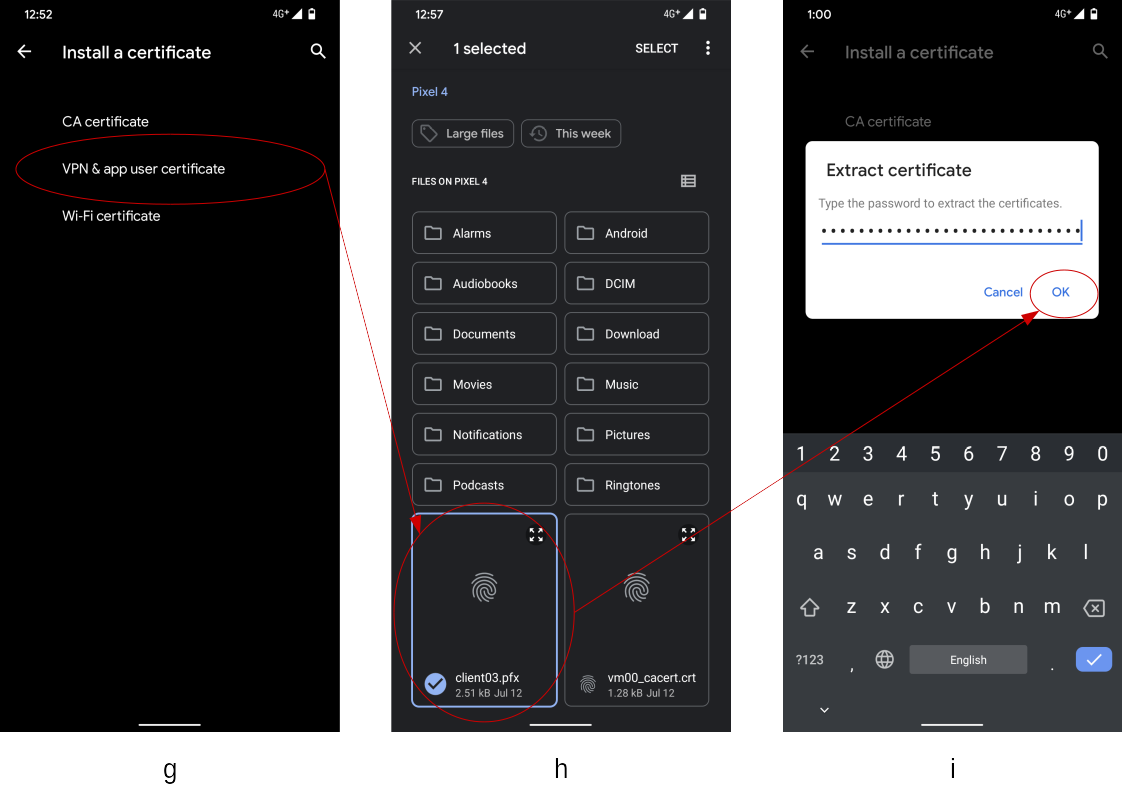 12:52
4G+
Install a certificate
CA certificate
VPN & app user certificate
Wi-Fi certificate
g
12:57
4G+
1 selected
SELECT
Pixel 4
Large files
This week
FILES ON PIXEL 4
Alarms
Android
Audiobooks
DCIM
Documents
Download
Movies
Music
Notifications
Pictures
Podcasts
Ringtones
client03.pfx
2.51 kB Jul 12
vm00_cacert.crt
1.28 kB Jul 12
h
1:00
4G+
Install a certificate
CA certificate
Extract certificate
Type the password to extract the certificates.
••••••••••••••••••••••••••••
Cancel
OK
1 2 3 4 5 6 7 8 9 0
q w e r t y u i o p
a s d f g h j k l
z x c v b n m
?123 , English .
i